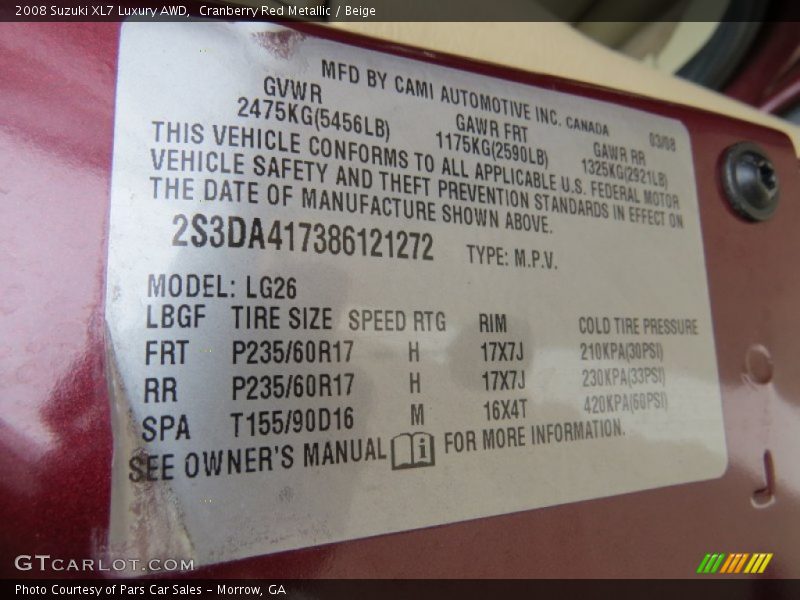 2008 Suzuki XL7 Luxury AWD,  Cranberry Red Metallic / Beige
MFD BY CAMI AUTOMOTIVE INC. CANADA 03/08
GVWR GAWR FRT GAWR RR
2475KG(5456LB) 1175KG(2590LB) 1325KG(2921LB)
THIS VEHICLE CONFORMS TO ALL APPLICABLE U.S. FEDERAL MOTOR
VEHICLE SAFETY AND THEFT PREVENTION STANDARDS IN EFFECT ON
THE DATE OF MANUFACTURE SHOWN ABOVE.
2S3DA417386121272 TYPE: M.P.V.
MODEL: LG26
LBGF TIRE SIZE SPEED RTG RIM COLD TIRE PRESSURE
FRT P235/60R17 H 17X7J 210KPA(30PSI)
RR P235/60R17 H 17X7J 230KPA(33PSI)
SPA T155/90D16 M 16X4T 420KPA(60PSI)
SEE OWNER'S MANUAL i FOR MORE INFORMATION.
GTCARLOT.COM
Photo Courtesy of Pars Car Sales - Morrow, GA